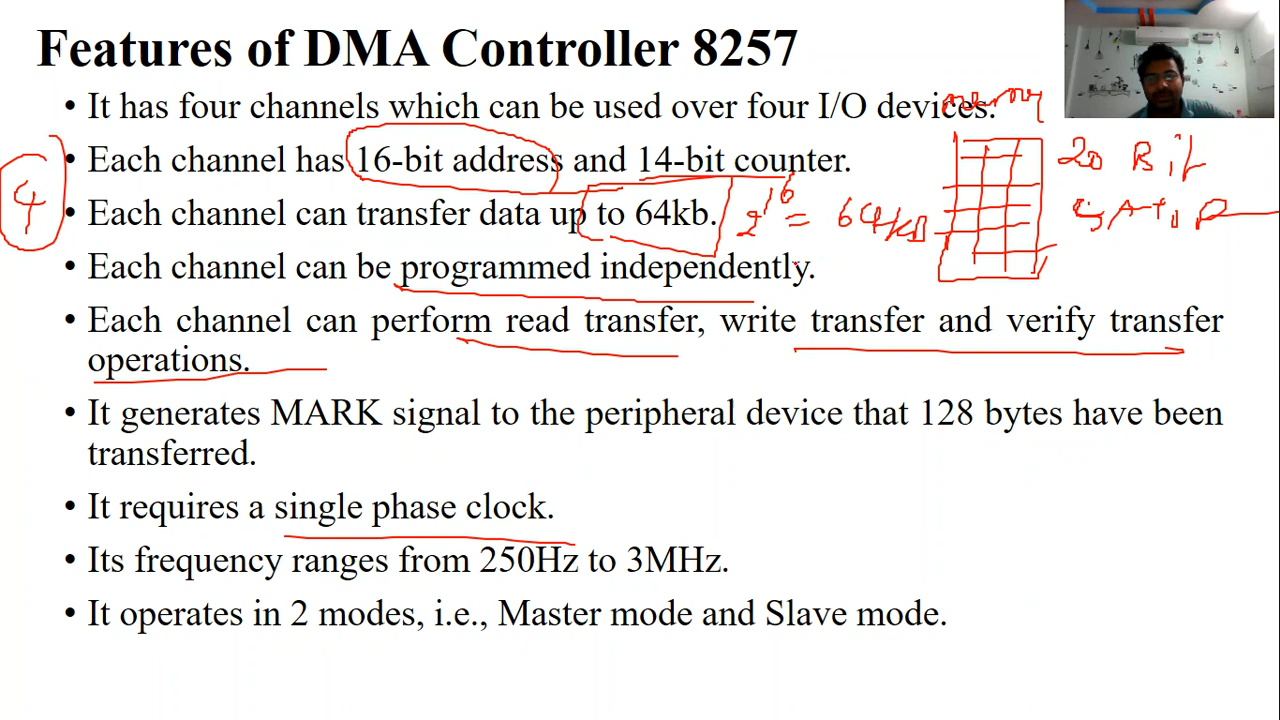 Features of DMA Controller 8257
• It has four channels which can be used over four I/O devices.
memory
• Each channel has 16-bit address and 14-bit counter.
20 Bit
4
• Each channel can transfer data up to 64kb.
2^16 = 64KB
• Each channel can be programmed independently.
• Each channel can perform read transfer, write transfer and verify transfer
operations.
• It generates MARK signal to the peripheral device that 128 bytes have been
transferred.
• It requires a single phase clock.
• Its frequency ranges from 250Hz to 3MHz.
• It operates in 2 modes, i.e., Master mode and Slave mode.